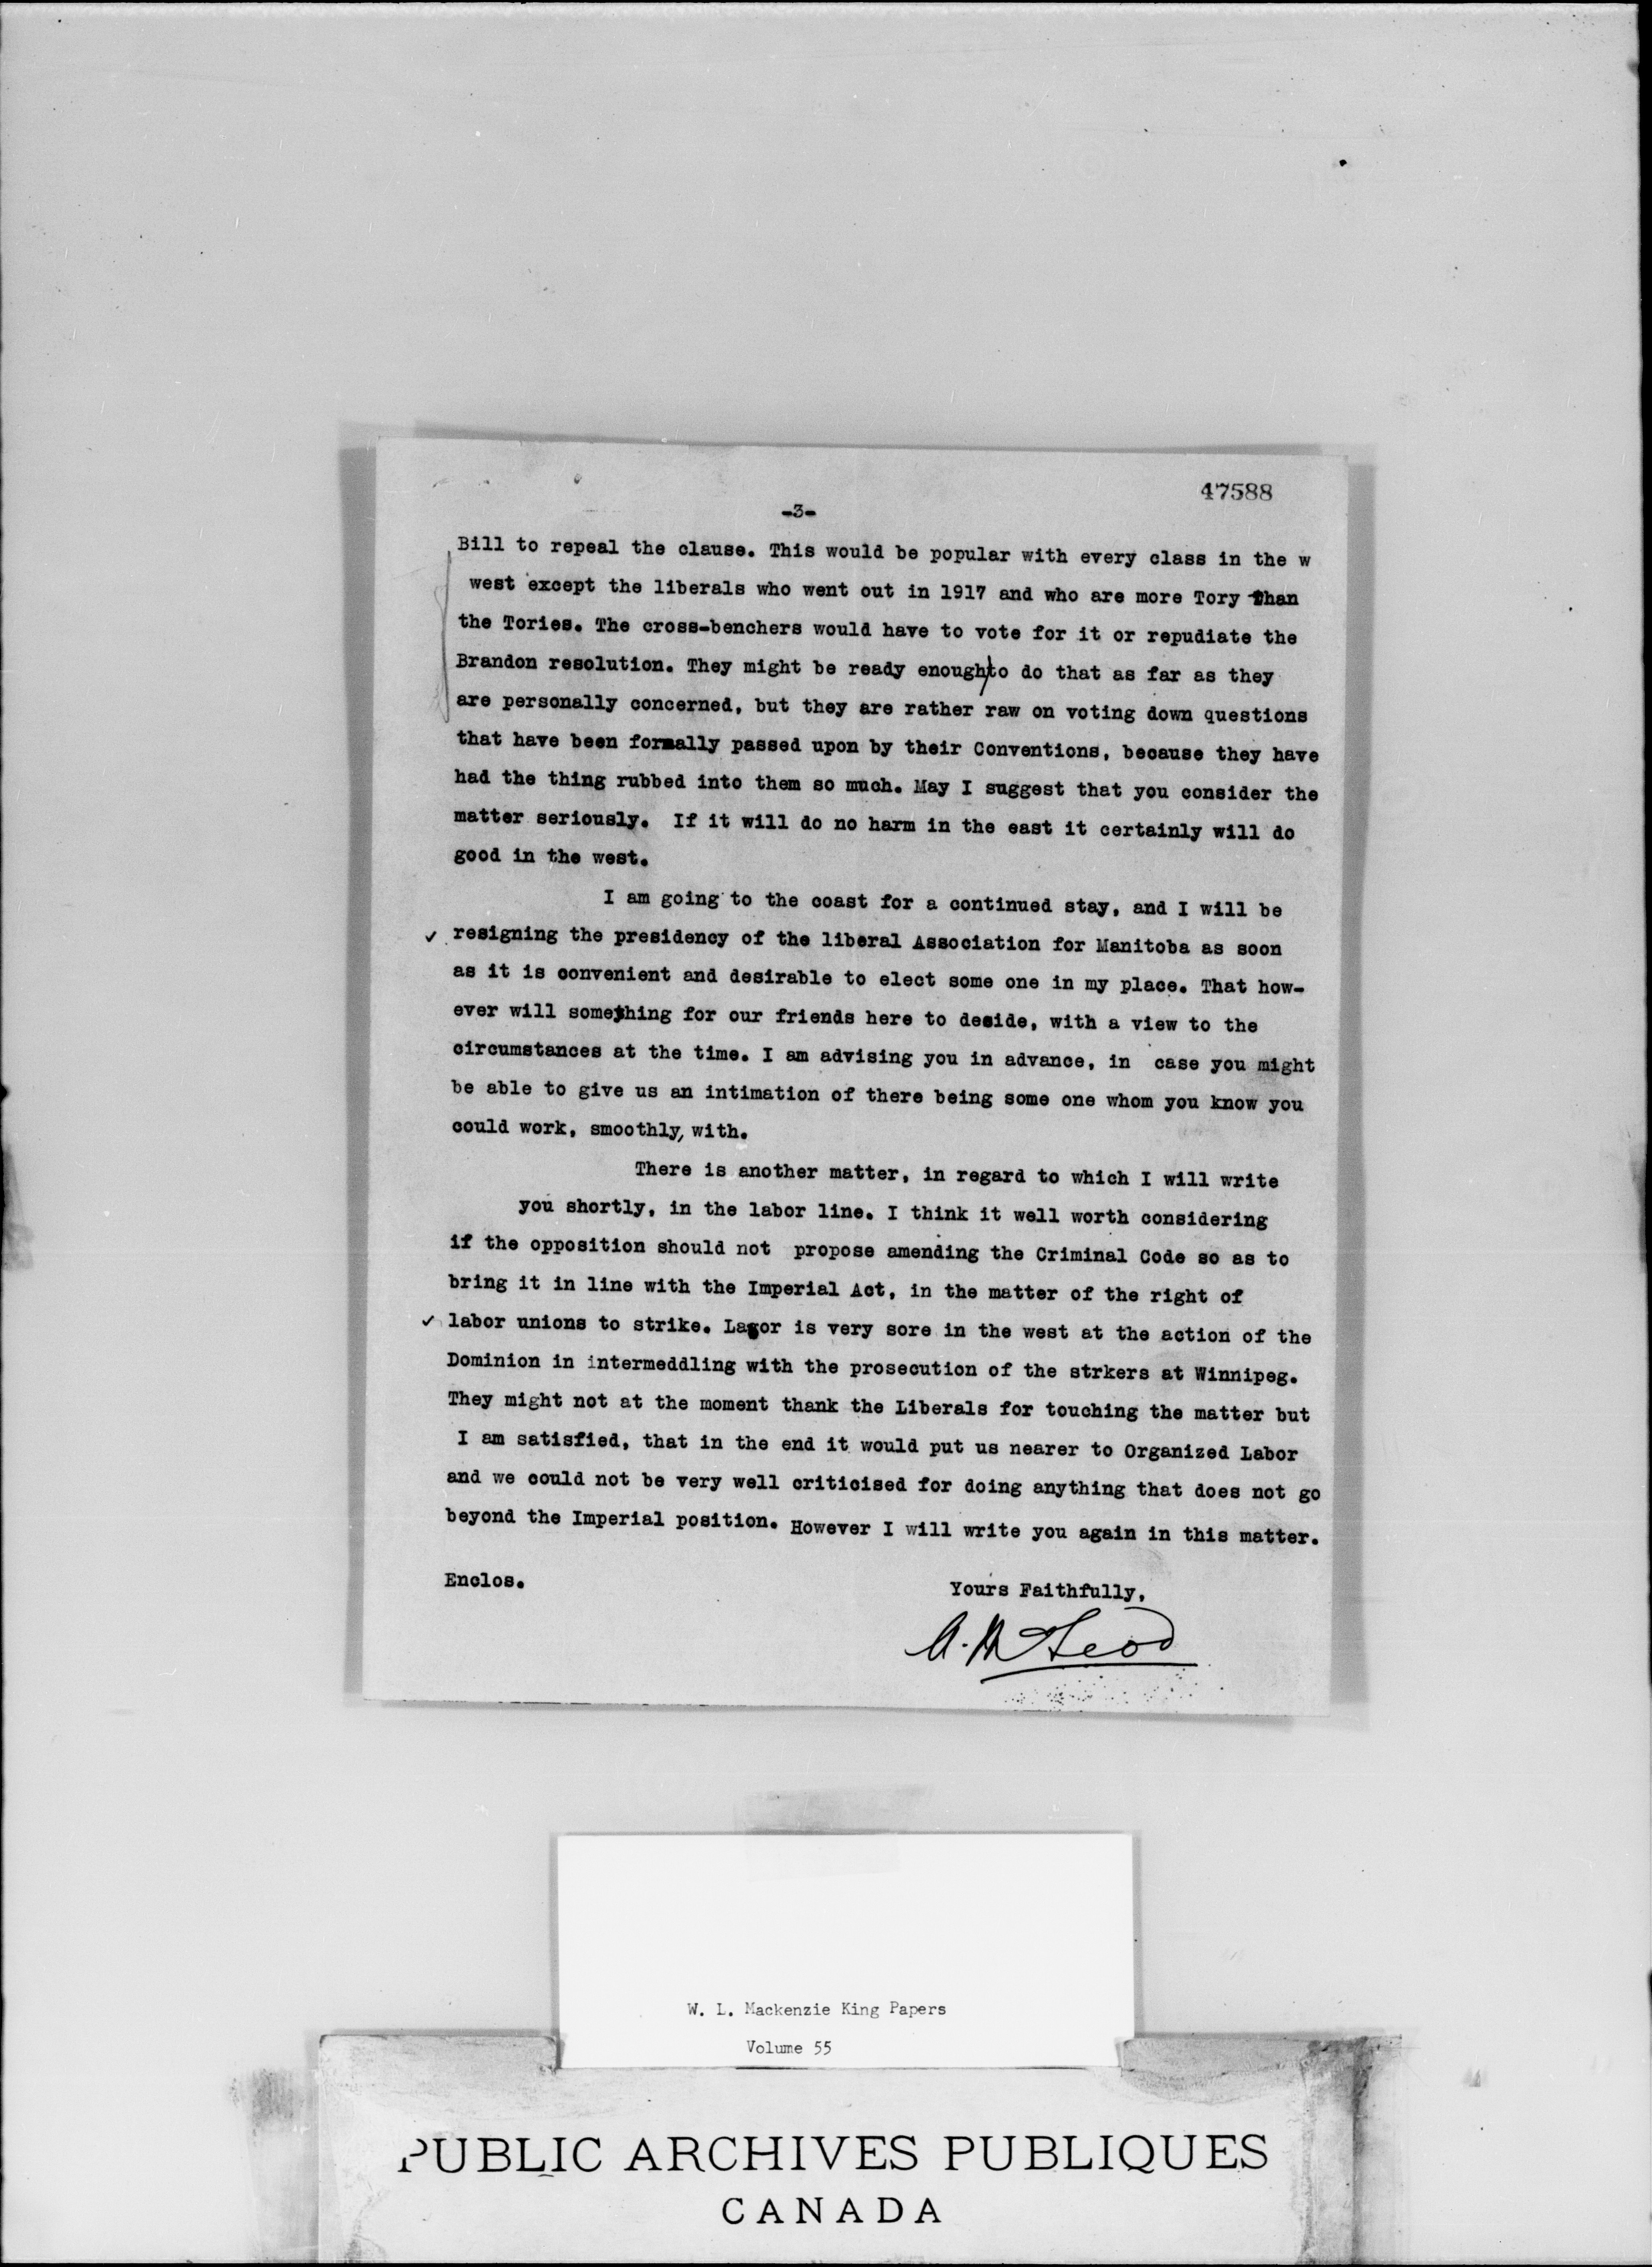 47588
-3-
Bill to repeal the clause. This would be popular with every class in the w
west except the liberals who went out in 1917 and who are more Tory than
the Tories. The cross-benchers would have to vote for it or repudiate the
Brandon resolution. They might be ready enough/to do that as far as they
are personally concerned, but they are rather raw on voting down questions
that have been formally passed upon by their Conventions, because they have
had the thing rubbed into them so much. May I suggest that you consider the
matter seriously. If it will do no harm in the east it certainly will do
good in the west.
I am going to the coast for a continued stay, and I will be
✓ resigning the presidency of the liberal Association for Manitoba as soon
as it is convenient and desirable to elect some one in my place. That how-
ever will something for our friends here to decide, with a view to the
circumstances at the time. I am advising you in advance, in case you might
be able to give us an intimation of there being some one whom you know you
could work, smoothly, with.
There is another matter, in regard to which I will write
you shortly, in the labor line. I think it well worth considering
if the opposition should not propose amending the Criminal Code so as to
bring it in line with the Imperial Act, in the matter of the right of
✓ labor unions to strike. Labor is very sore in the west at the action of the
Dominion in intermeddling with the prosecution of the strkers at Winnipeg.
They might not at the moment thank the Liberals for touching the matter but
I am satisfied, that in the end it would put us nearer to Organized Labor
and we could not be very well criticised for doing anything that does not go
beyond the Imperial position. However I will write you again in this matter.
Enclos.
Yours Faithfully,
A. McLeod
W. L. Mackenzie King Papers
Volume 55
PUBLIC ARCHIVES PUBLIQUES
CANADA